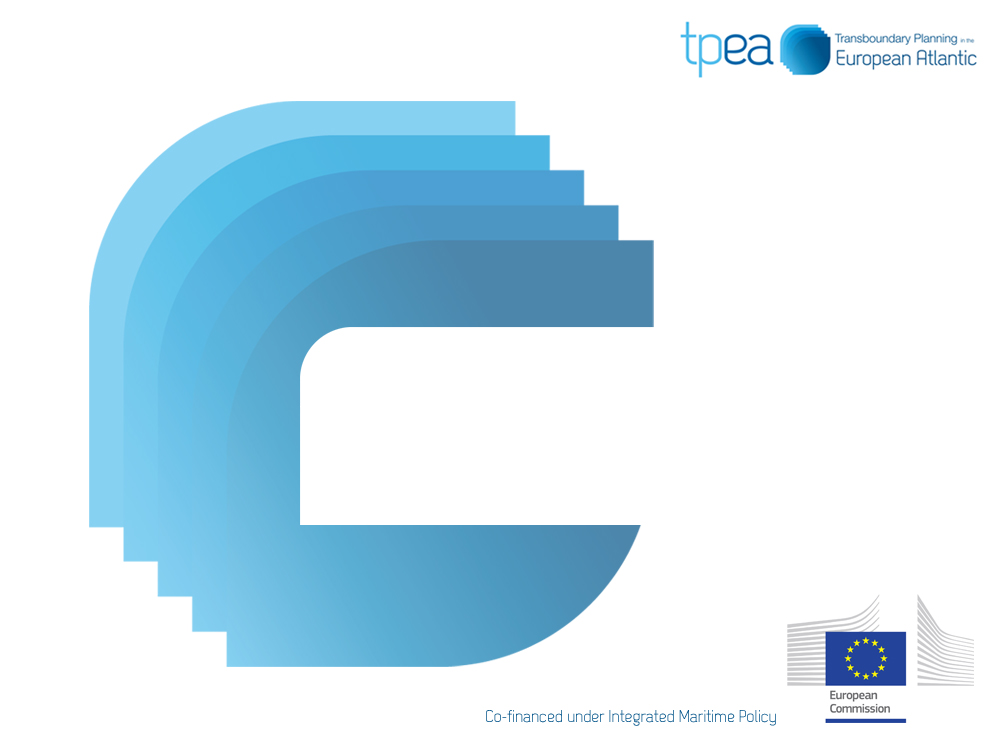 tpea
Transboundary Planning in the
European Atlantic
European
Commission
Co-financed under Integrated Maritime Policy